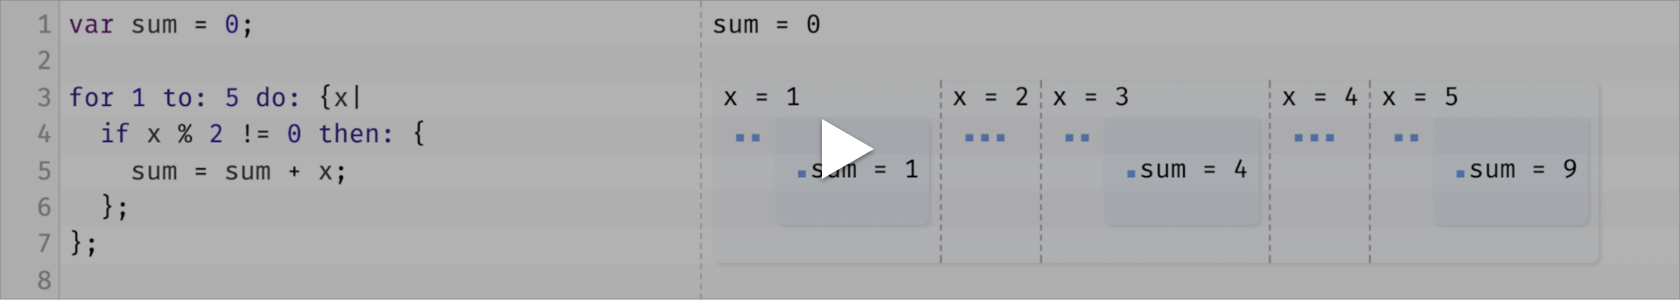 1 var sum = 0; sum = 0
2
3 for 1 to: 5 do: {x| x = 1 x = 2 x = 3 x = 4 x = 5
4 if x % 2 != 0 then: {
5 sum = sum + x; sum = 1 sum = 4 sum = 9
6 };
7 };
8